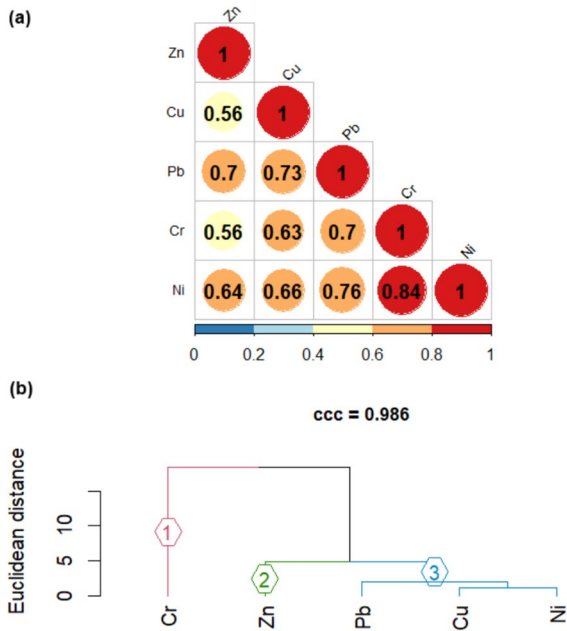 (a)
Zn
Zn 1
Cu
Cu 0.56 1
Pb
Pb 0.7 0.73 1
Cr
Cr 0.56 0.63 0.7 1
Ni
Ni 0.64 0.66 0.76 0.84 1
0 0.2 0.4 0.6 0.8 1
(b)
ccc = 0.986
Euclidean distance
10
5
0
1
2
3
Cr Zn Pb Cu Ni